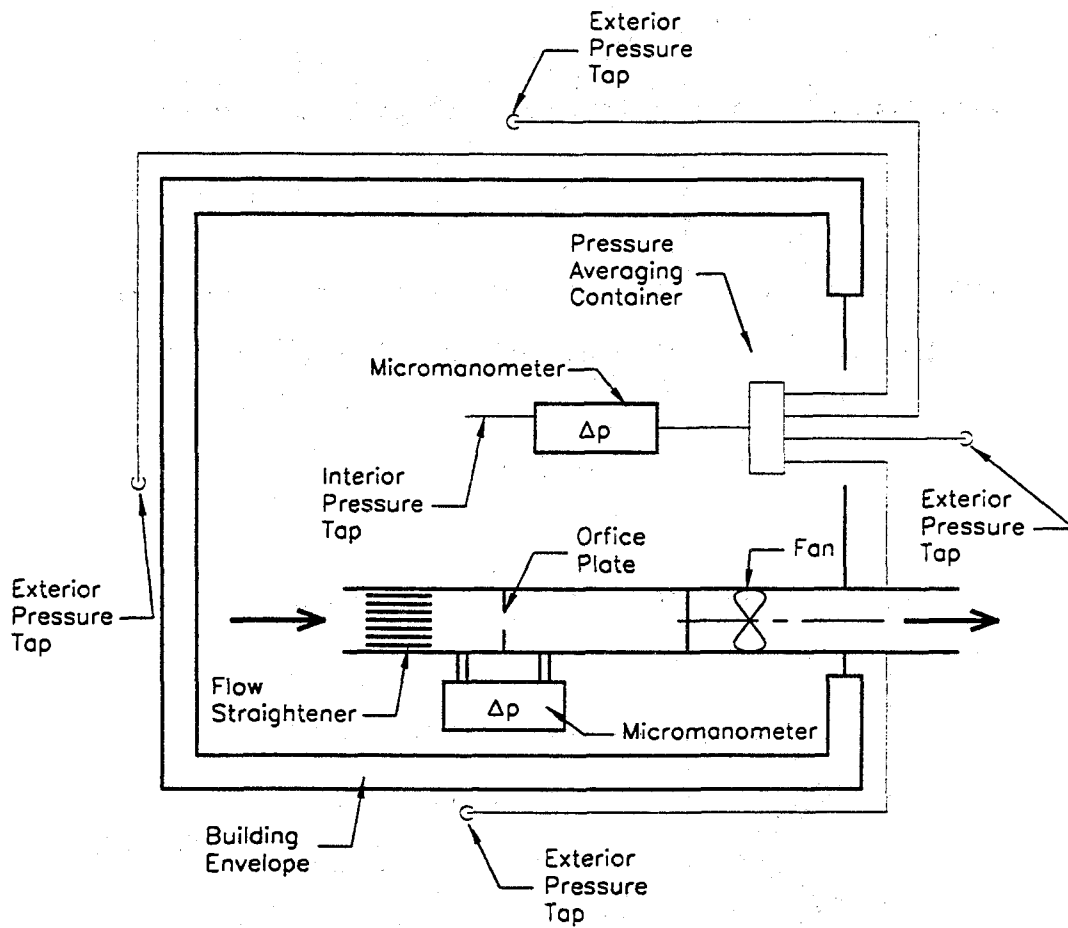 Exterior
Pressure
Tap
Pressure
Averaging
Container
Micromanometer
Δp
Interior
Pressure
Tap
Exterior
Pressure
Tap
Orfice
Plate
Fan
Exterior
Pressure
Tap
Flow
Straightener
Δp
Micromanometer
Building
Envelope
Exterior
Pressure
Tap